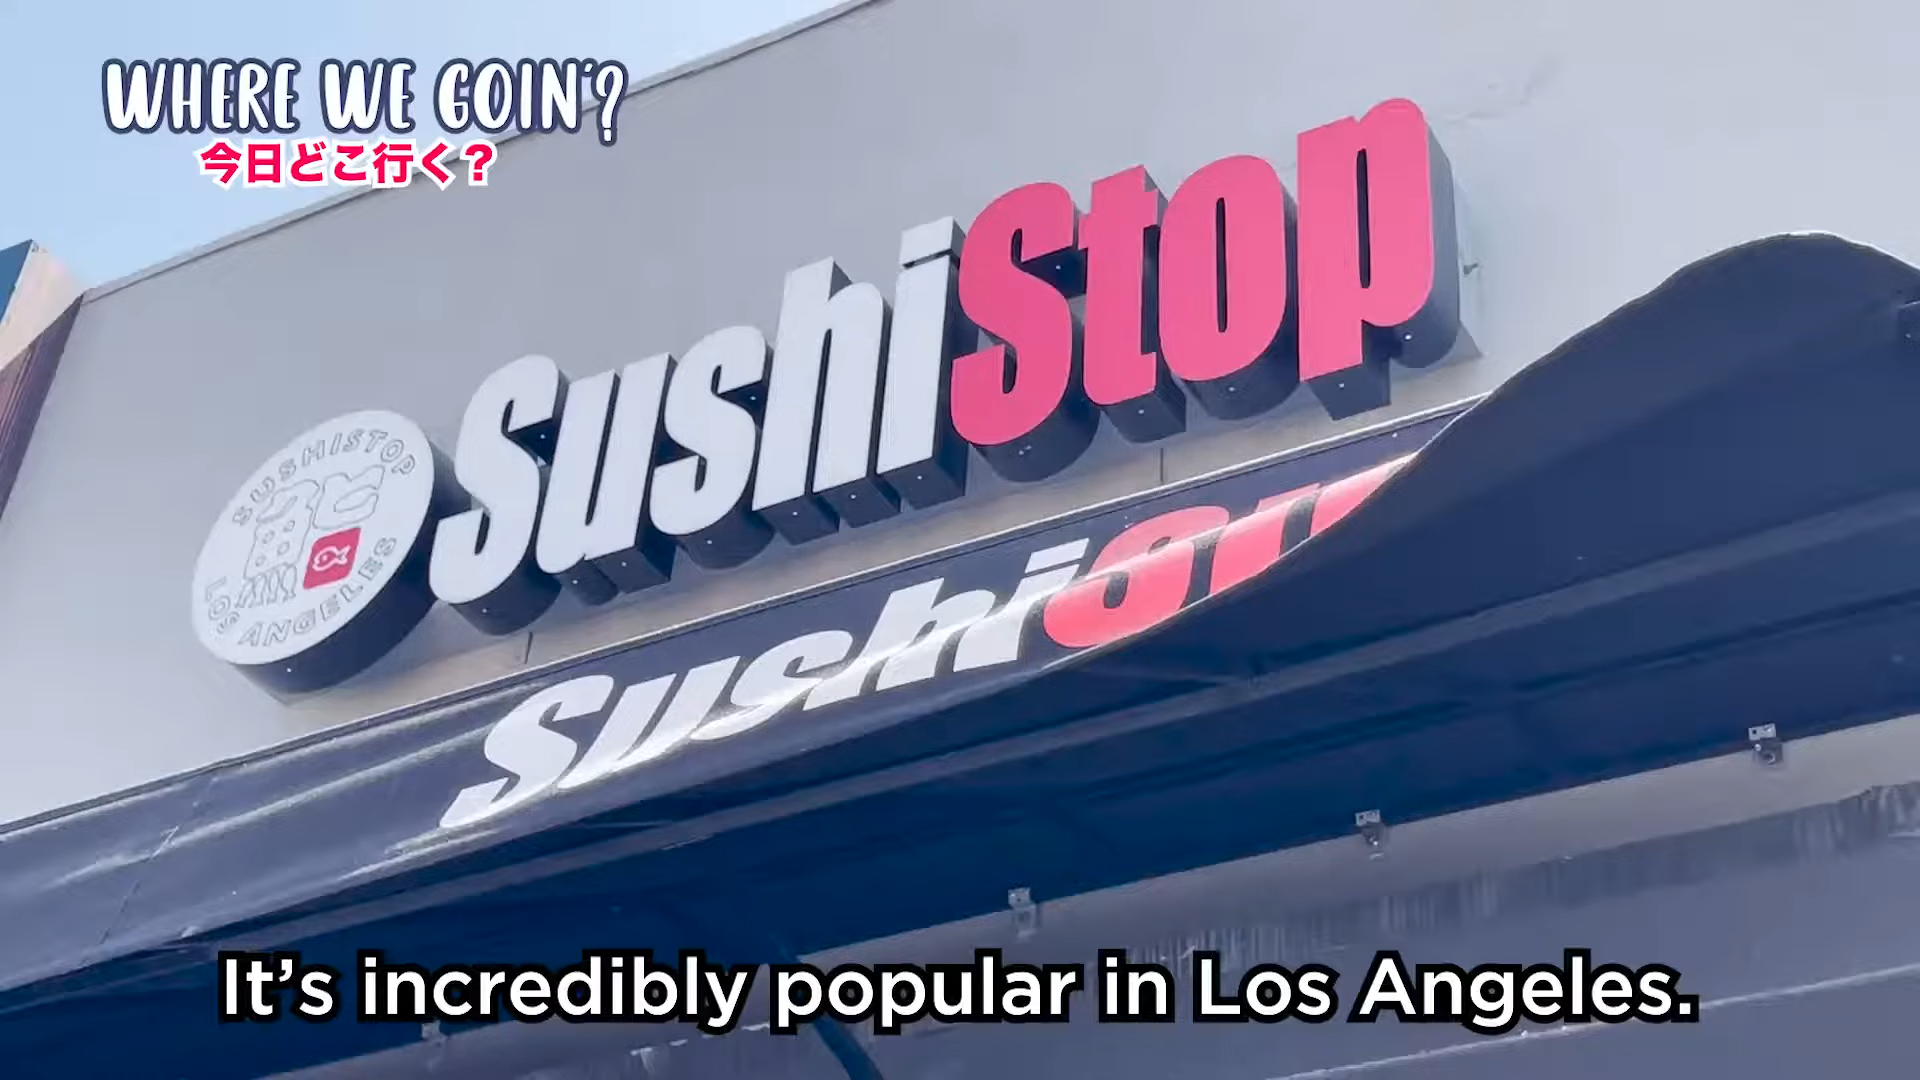 WHERE WE GOIN'?
今日どこ行く？
SushiStop
SUSHISTOP
LOS ANGELES
Sushi
It's incredibly popular in Los Angeles.